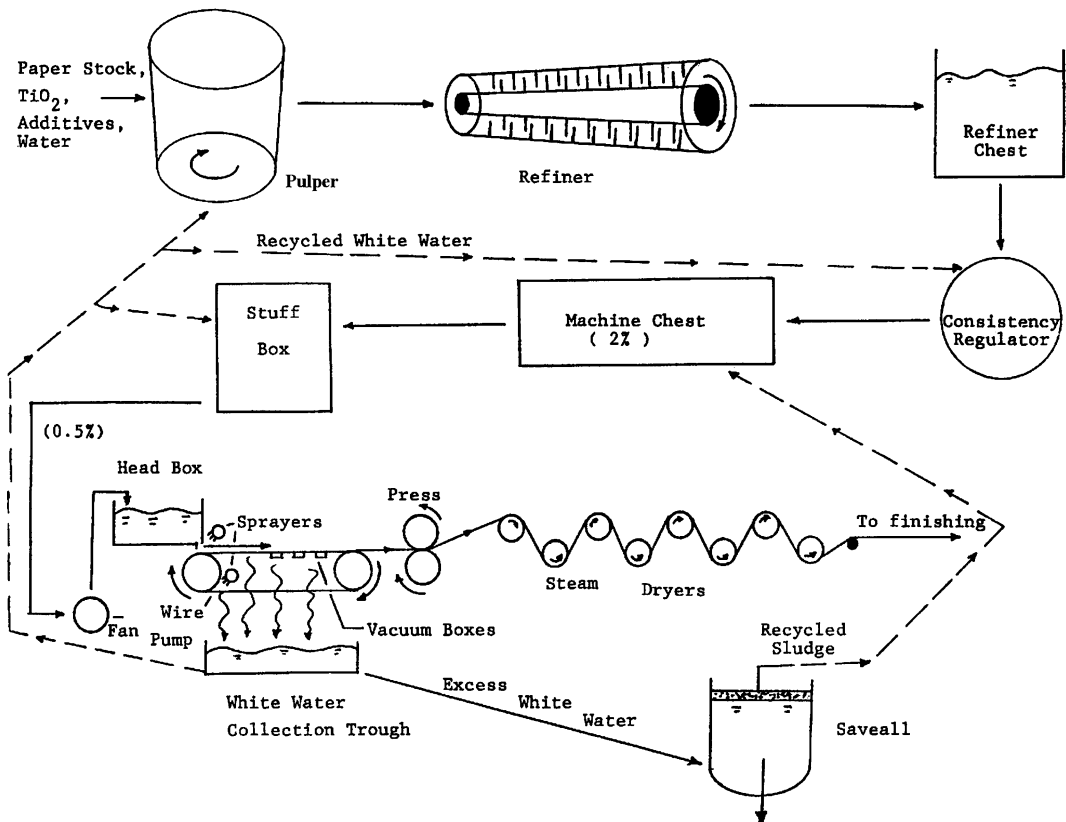 Paper Stock,
TiO2,
Additives,
Water
Pulper
Refiner
Refiner
Chest
Recycled White Water
Stuff
Box
Machine Chest
( 2% )
Consistency
Regulator
(0.5%)
Head Box
Sprayers
Press
To finishing
Steam
Dryers
Wire
Fan
Pump
Vacuum Boxes
Recycled
Sludge
White Water
Collection Trough
Excess
White
Water
Saveall